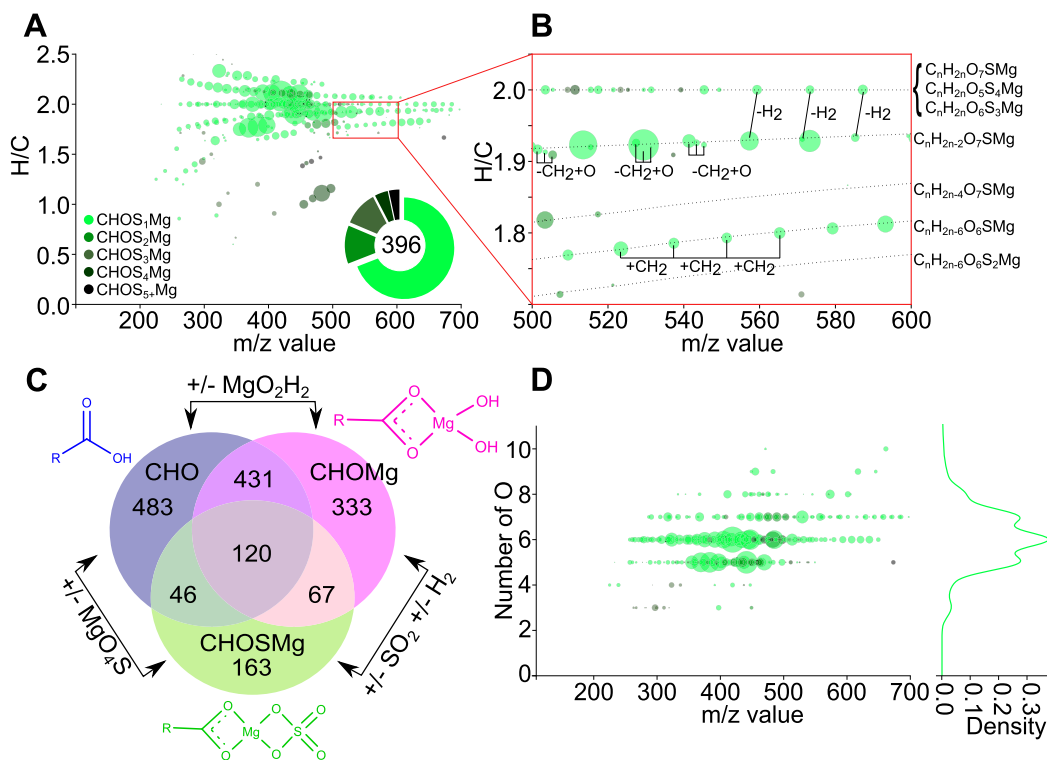 A
2.5
2.0
1.5
1.0
0.5
0.0
H/C
200
300
400
500
600
700
m/z value
CHOS1Mg
CHOS2Mg
CHOS3Mg
CHOS4Mg
CHOS5+Mg
396
B
2.0
1.9
1.8
H/C
-H2
-H2
-H2
-CH2+O
-CH2+O
-CH2+O
+CH2
+CH2
+CH2
500
520
540
560
580
600
m/z value
CnH2nO7SMg
CnH2nO5S4Mg
CnH2nO6S3Mg
CnH2n-2O7SMg
CnH2n-4O7SMg
CnH2n-6O6SMg
CnH2n-6O6S2Mg
C
+/- MgO2H2
O
R
OH
R
O
O
Mg
OH
OH
CHO
483
431
CHOMg
333
120
46
67
CHOSMg
163
+/- MgO4S
+/- SO2 +/- H2
R
O
O
Mg
O
O
S
O
O
D
10
8
6
4
2
0
Number of O
200
300
400
500
600
700
m/z value
0.0
0.1
0.2
0.3
Density